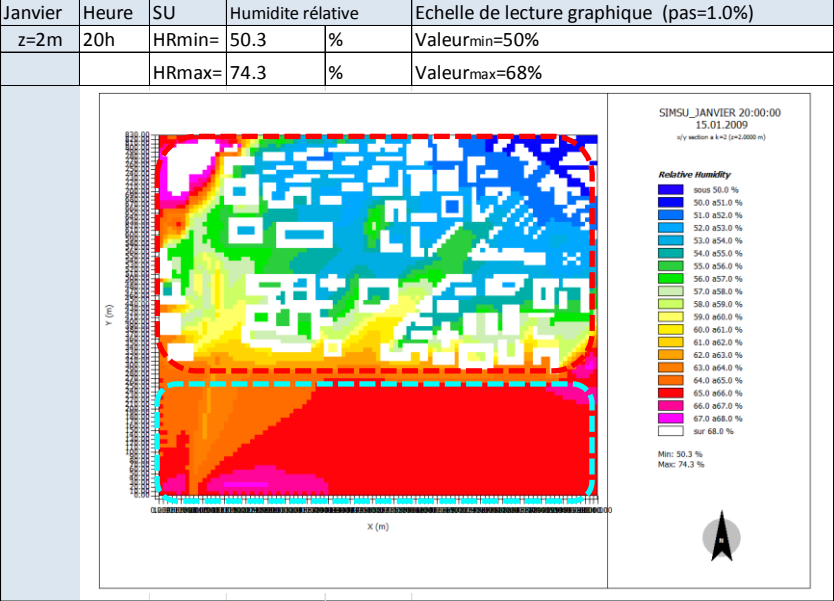 Janvier Heure SU Humidite rélative Echelle de lecture graphique (pas=1.0%)
z=2m 20h HRmin= 50.3 % Valeurmin=50%
HRmax= 74.3 % Valeurmax=68%
SIMSU_JANVIER 20:00:00
15.01.2009
x/y section a k=2 (z=2.0000 m)
Relative Humidity
sous 50.0 %
50.0 a51.0 %
51.0 a52.0 %
52.0 a53.0 %
53.0 a54.0 %
54.0 a55.0 %
55.0 a56.0 %
56.0 a57.0 %
57.0 a58.0 %
58.0 a59.0 %
59.0 a60.0 %
60.0 a61.0 %
61.0 a62.0 %
62.0 a63.0 %
63.0 a64.0 %
64.0 a65.0 %
65.0 a66.0 %
66.0 a67.0 %
67.0 a68.0 %
sur 68.0 %
Min: 50.3 %
Max: 74.3 %
Y (m)
X (m)
N